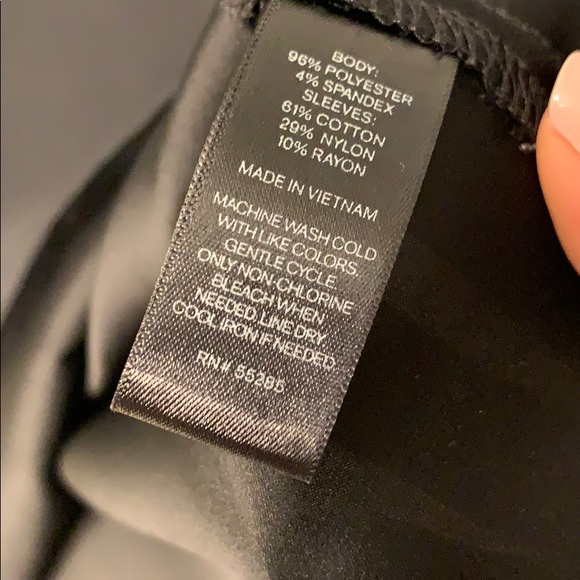 BODY:
96% POLYESTER
4% SPANDEX
SLEEVES:
61% COTTON
29% NYLON
10% RAYON
MADE IN VIETNAM
MACHINE WASH COLD
WITH LIKE COLORS.
GENTLE CYCLE.
ONLY NON-CHLORINE
BLEACH WHEN
NEEDED. LINE DRY.
COOL IRON IF NEEDED.
RN# 55285